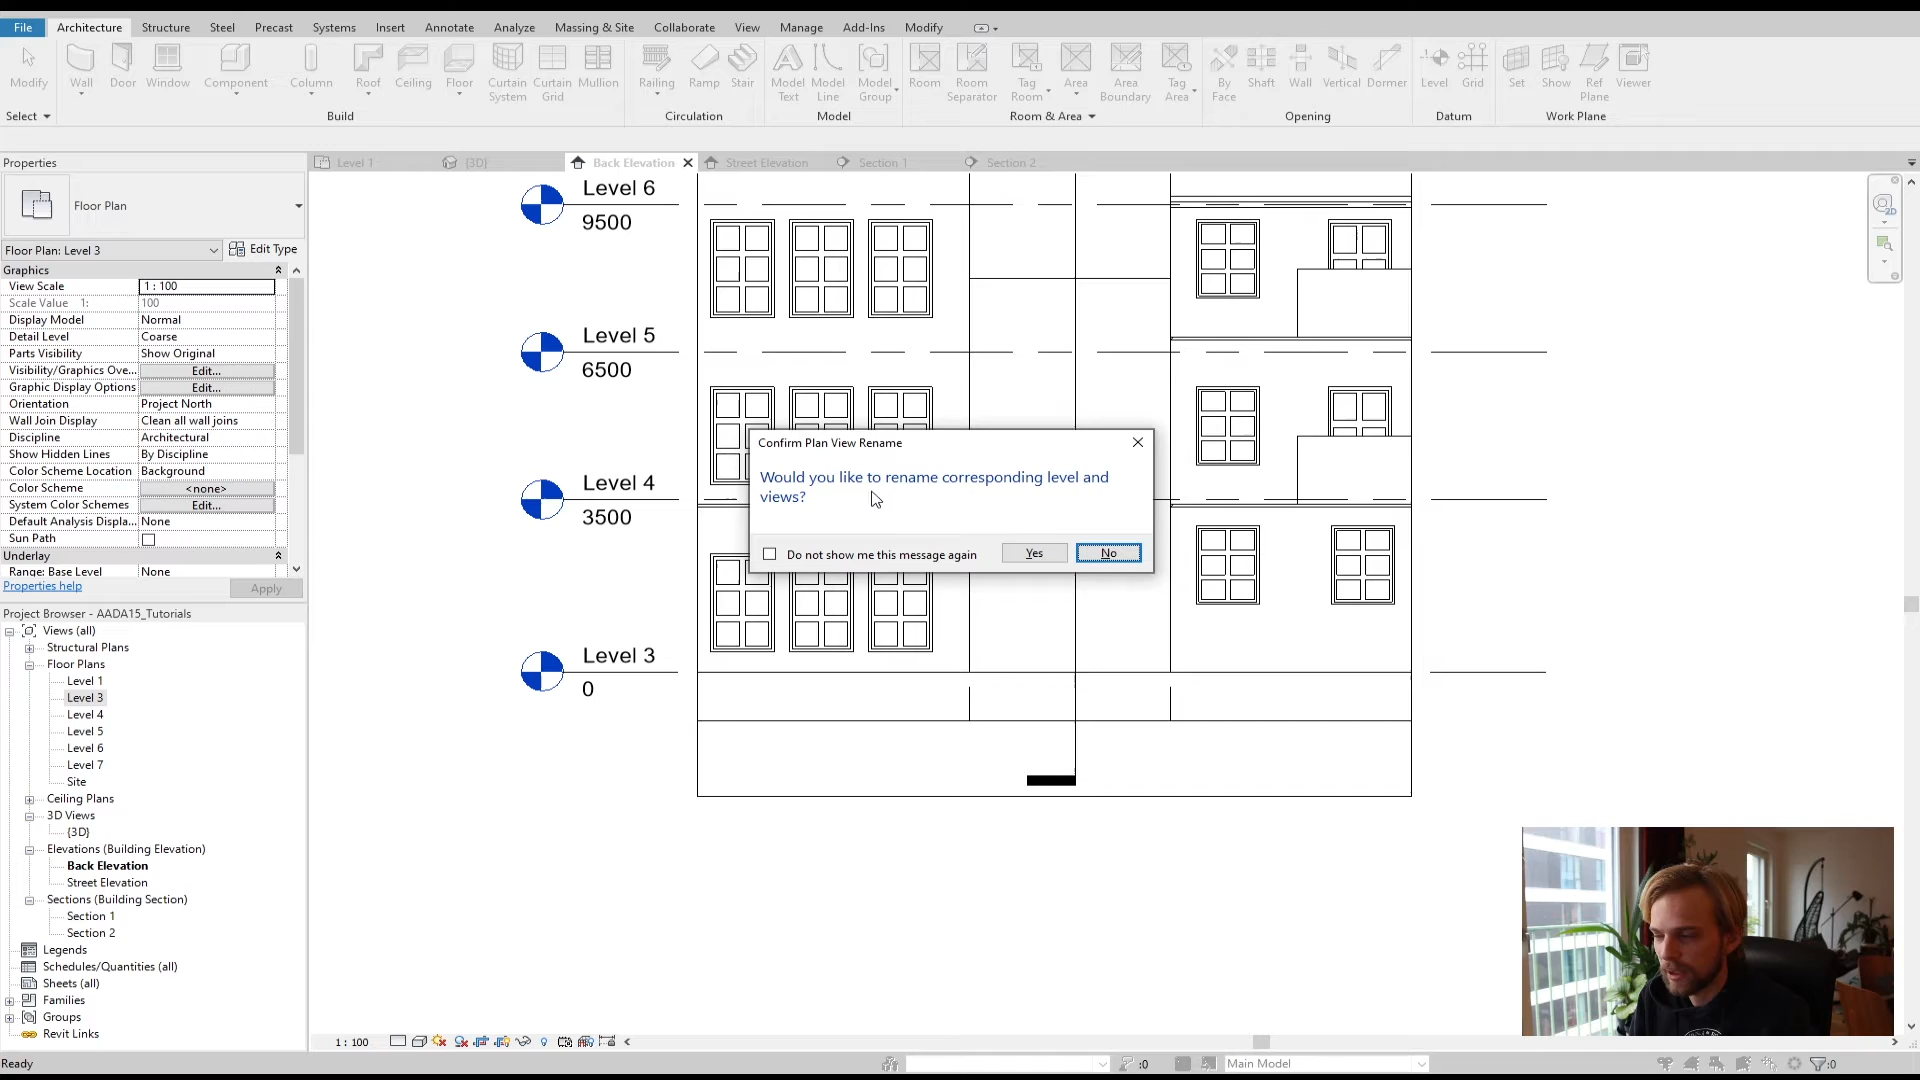 File Architecture Structure Steel Precast Systems Insert Annotate Analyze Massing & Site Collaborate View Manage Add-Ins Modify
Modify Wall Door Window Component Column Roof Ceiling Floor Curtain System Curtain Grid Mullion Railing Ramp Stair Model Text Model Line Model Group Room Room Separator Tag Room Area Area Boundary Tag Area By Face Shaft Wall Vertical Dormer Level Grid Set Show Ref Plane Viewer
Select Build Circulation Model Room & Area Opening Datum Work Plane
Properties
Level 1 {3D} Back Elevation Street Elevation Section 1 Section 2
Floor Plan
Floor Plan: Level 3 Edit Type
Graphics
View Scale 1 : 100
Scale Value 1: 100
Display Model Normal
Detail Level Coarse
Parts Visibility Show Original
Visibility/Graphics Ove... Edit...
Graphic Display Options Edit...
Orientation Project North
Wall Join Display Clean all wall joins
Discipline Architectural
Show Hidden Lines By Discipline
Color Scheme Location Background
Color Scheme <none>
System Color Schemes Edit...
Default Analysis Displa... None
Sun Path
Underlay
Range: Base Level None
Properties help Apply
Project Browser - AADA15_Tutorials
Views (all)
Structural Plans
Floor Plans
Level 1
Level 3
Level 4
Level 5
Level 6
Level 7
Site
Ceiling Plans
3D Views
{3D}
Elevations (Building Elevation)
Back Elevation
Street Elevation
Sections (Building Section)
Section 1
Section 2
Legends
Schedules/Quantities (all)
Sheets (all)
Families
Groups
Revit Links
Level 6
9500
Level 5
6500
Level 4
3500
Level 3
0
Confirm Plan View Rename
Would you like to rename corresponding level and
views?
Do not show me this message again Yes No
2D
1 : 100
Ready :0 Main Model :0